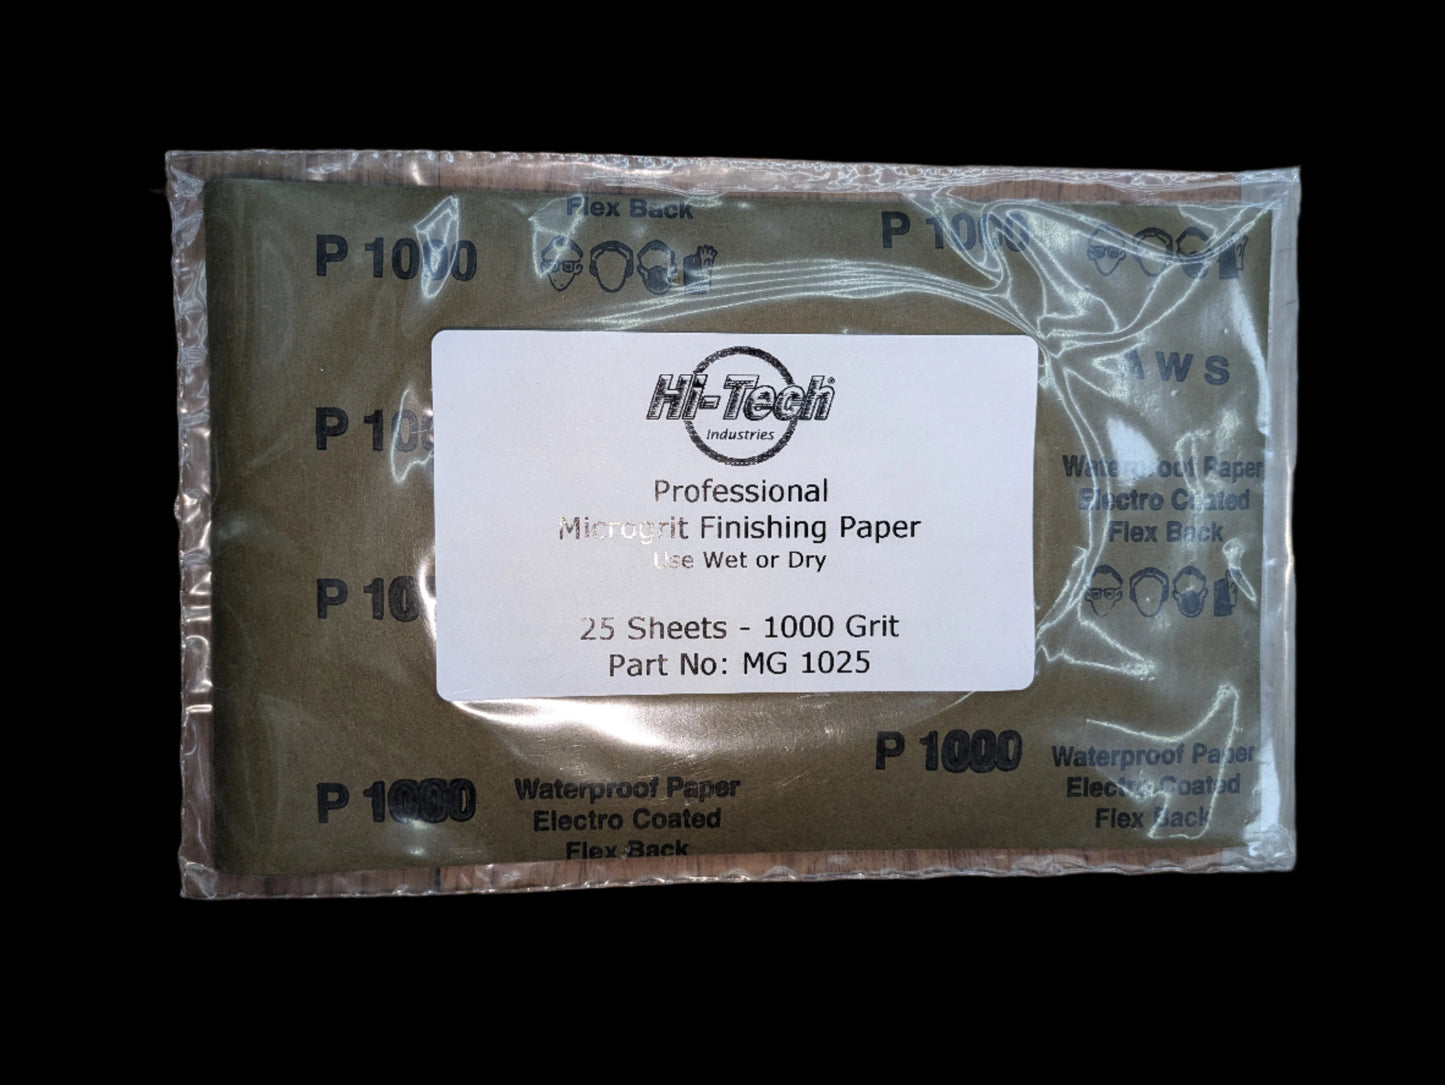 Flex Back
P 1000
P 1000
P 10
A W S
Waterproof Paper
Electro Coated
Flex Back
Hi-Tech®
Industries
Professional
Microgrit Finishing Paper
Use Wet or Dry
25 Sheets - 1000 Grit
Part No: MG 1025
P 10
P 1000
Waterproof Paper
Electro Coated
Flex Back
P 1000
Waterproof Paper
Electro Coated
Flex Back